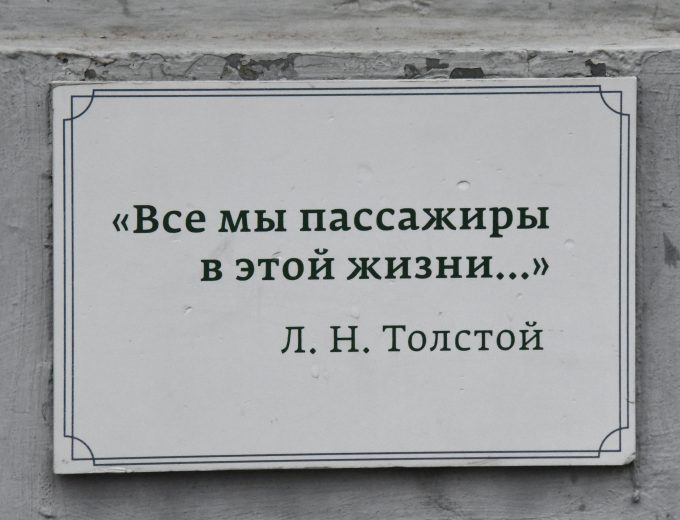 «Все мы пассажиры
в этой жизни...»
Л. Н. Толстой